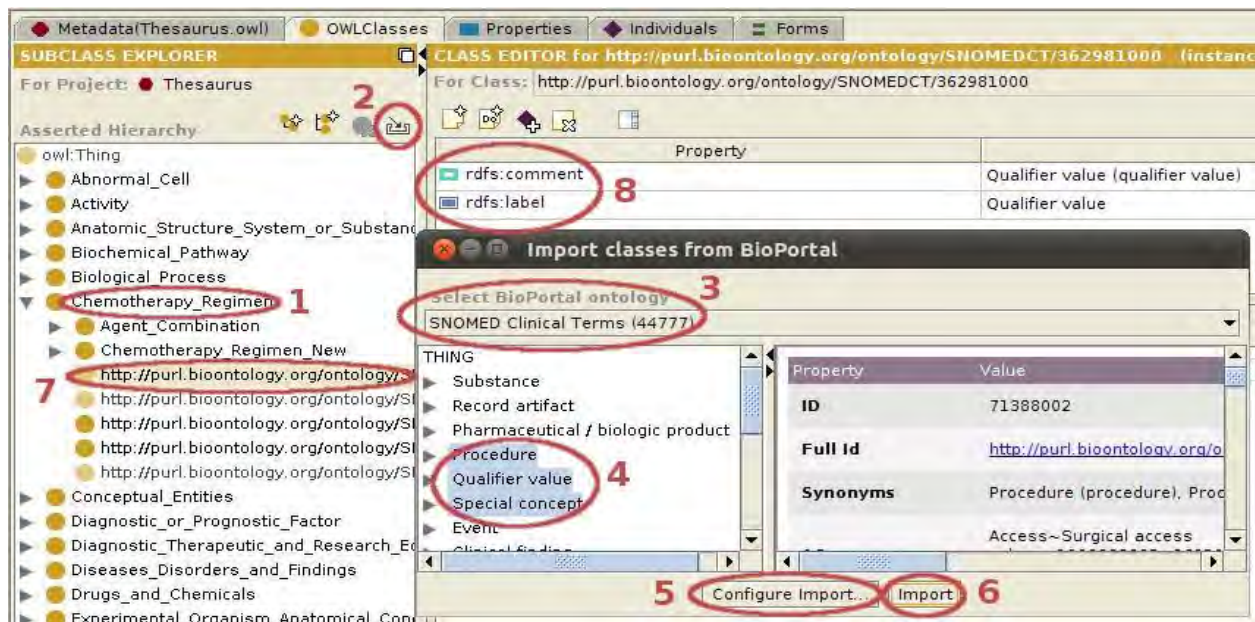 Metadata(Thesaurus.owl) OWLClasses Properties Individuals Forms
SUBCLASS EXPLORER
For Project: Thesaurus
2
Asserted Hierarchy
owl:Thing
Abnormal_Cell
Activity
Anatomic_Structure_System_or_Substanc
Biochemical_Pathway
Biological_Process
Chemotherapy_Regimen 1
Agent_Combination
Chemotherapy_Regimen_New
7 http://purl.bioontology.org/ontology/S
http://purl.bioontology.org/ontology/S
http://purl.bioontology.org/ontology/S
http://purl.bioontology.org/ontology/S
http://purl.bioontology.org/ontology/S
Conceptual_Entities
Diagnostic_or_Prognostic_Factor
Diagnostic_Therapeutic_and_Research_E
Diseases_Disorders_and_Findings
Drugs_and_Chemicals
Experimental_Organism_Anatomical_Con
CLASS EDITOR for http://purl.bioontology.org/ontology/SNOMEDCT/362981000 (instanc
For Class: http://purl.bioontology.org/ontology/SNOMEDCT/362981000
Property
rdfs:comment Qualifier value (qualifier value)
8
rdfs:label Qualifier value
Import classes from BioPortal
Select BioPortal ontology 3
SNOMED Clinical Terms (44777)
THING
Substance
Record artifact
Pharmaceutical / biologic product
Procedure
Qualifier value 4
Special concept
Event
Clinical finding
Property Value
ID 71388002
Full Id http://purl.bioontology.org/o
Synonyms Procedure (procedure), Proc
Access~Surgical access
5 Configure Import... Import 6